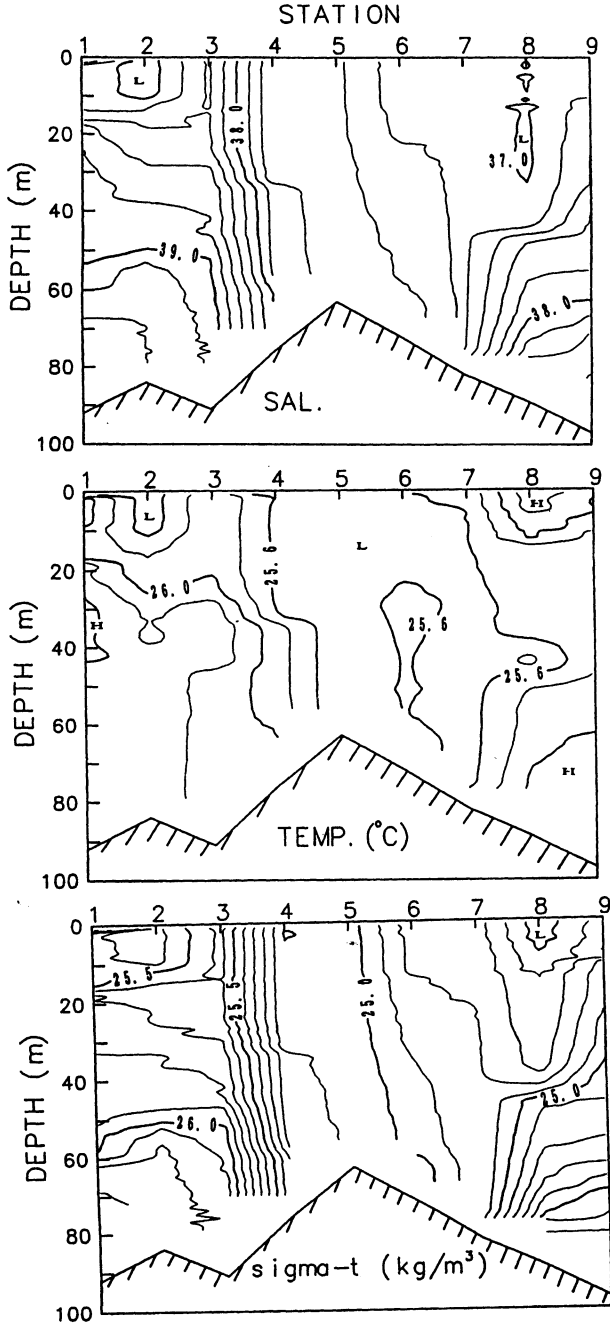 STATION
1 2 3 4 5 6 7 8 9
0
20
40
60
80
100
DEPTH (m)
L
38.0
L
37.0
39.0
38.0
SAL.
1 2 3 4 5 6 7 8 9
0
20
40
60
80
100
DEPTH (m)
L
H
25.6
L
26.0
H
25.6
25.6
H
TEMP. (°C)
1 2 3 4 5 6 7 8 9
0
20
40
60
80
100
DEPTH (m)
L
25.5
25.5
25.0
26.0
25.0
sigma-t (kg/m³)